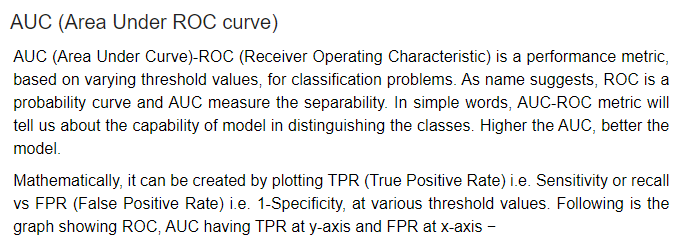 AUC (Area Under ROC curve)
AUC (Area Under Curve)-ROC (Receiver Operating Characteristic) is a performance metric,
based on varying threshold values, for classification problems. As name suggests, ROC is a
probability curve and AUC measure the separability. In simple words, AUC-ROC metric will
tell us about the capability of model in distinguishing the classes. Higher the AUC, better the
model.
Mathematically, it can be created by plotting TPR (True Positive Rate) i.e. Sensitivity or recall
vs FPR (False Positive Rate) i.e. 1-Specificity, at various threshold values. Following is the
graph showing ROC, AUC having TPR at y-axis and FPR at x-axis −